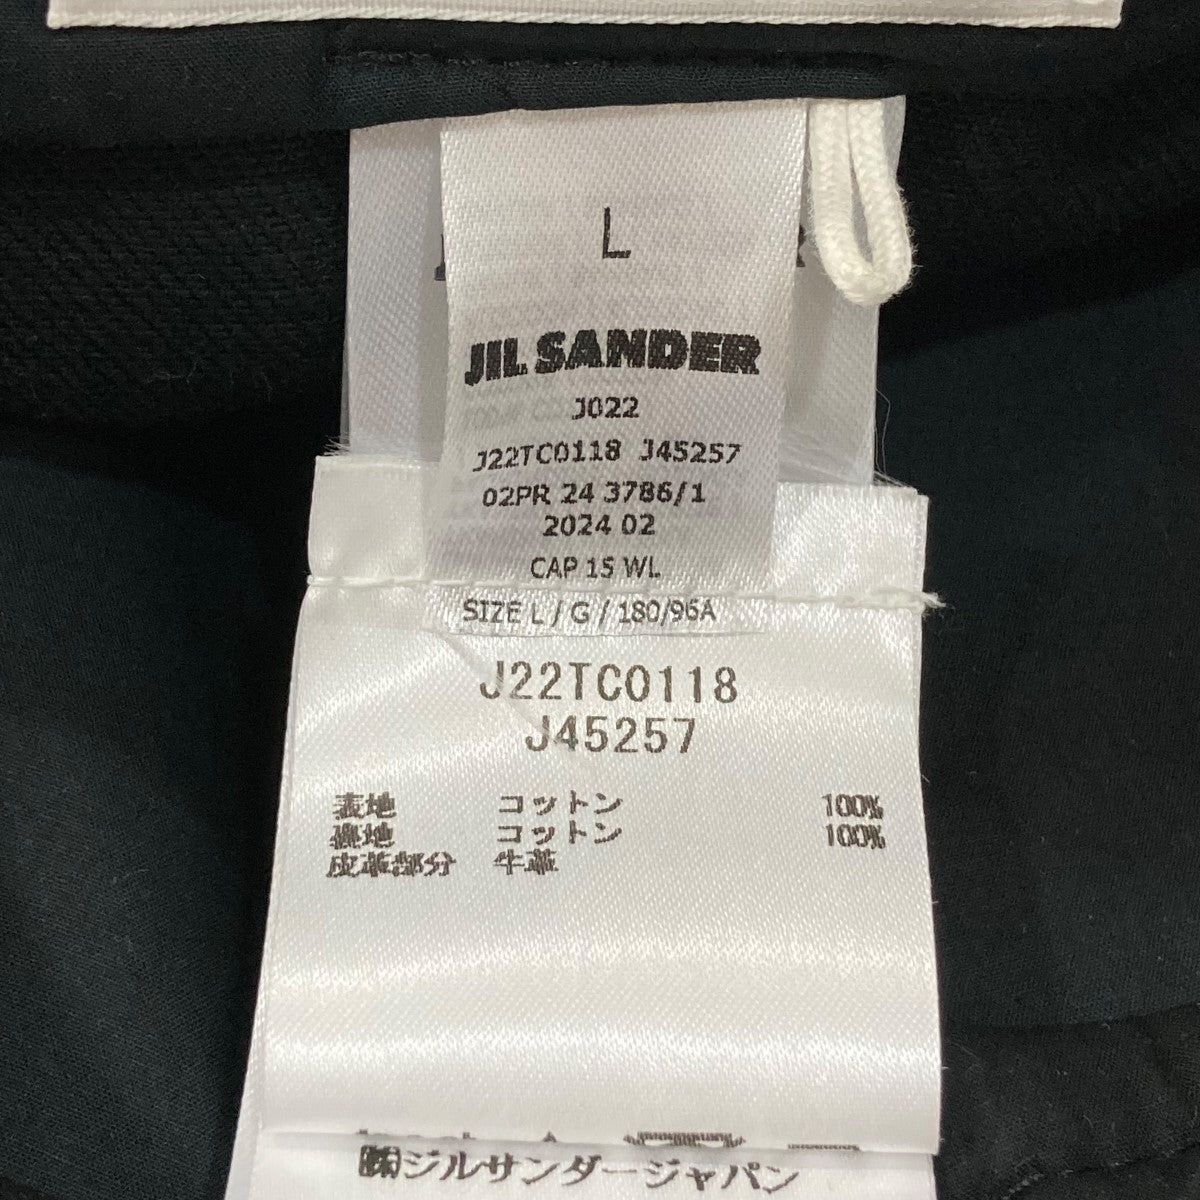 L
JIL SANDER
J022
J22TC0118 J45257
02PR 24 3786/1
2024 02
CAP 15 WL
SIZE L / G / 180/96A
J22TC0118
J45257
表地 コットン 100%
裏地 コットン 100%
皮革部分 牛革
㈱ジルサンダージャパン